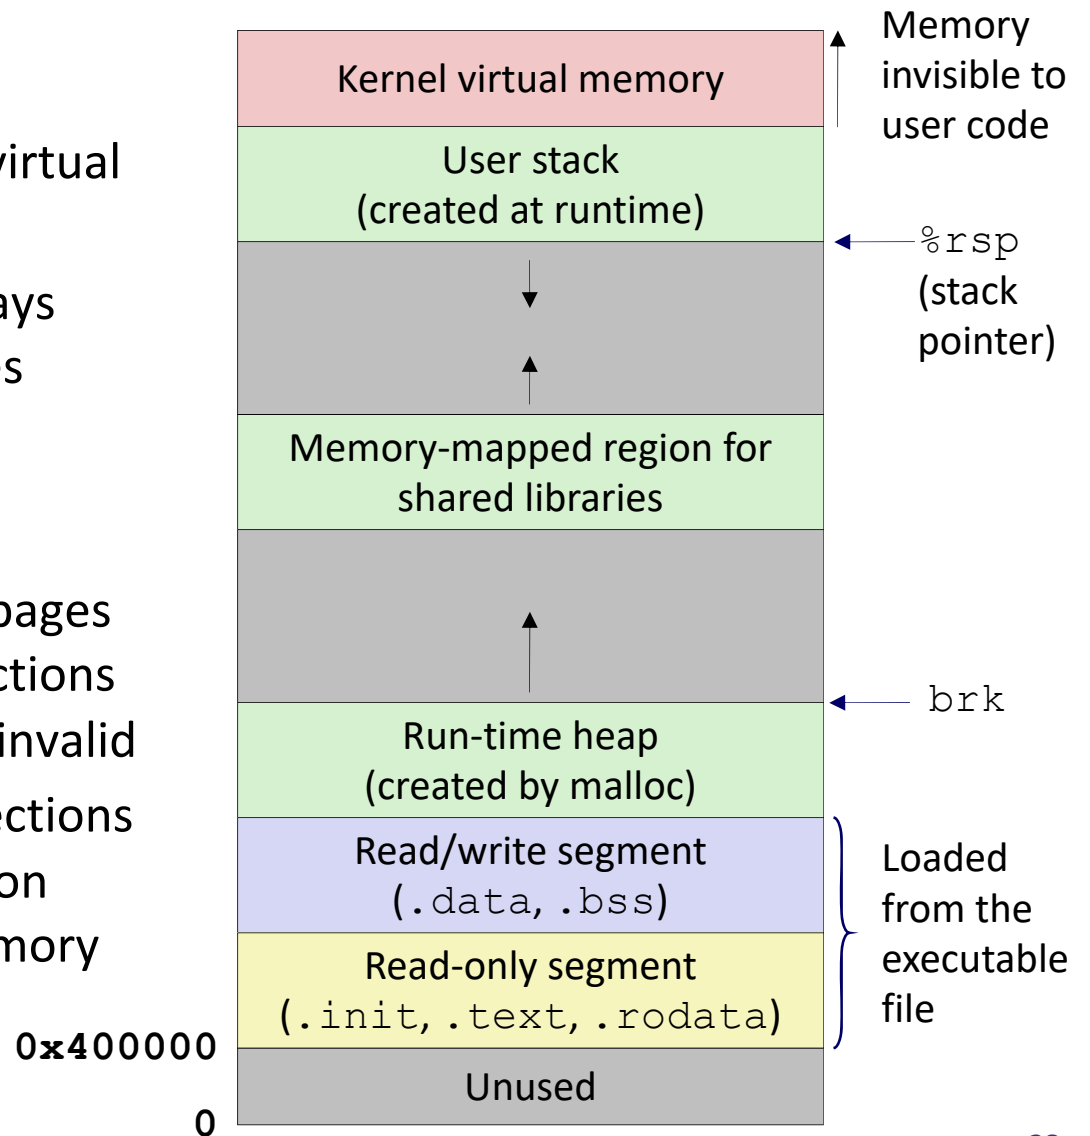 virtual
ays
es
pages
ctions
invalid
ections
on
mory
Kernel virtual memory
User stack
(created at runtime)
Memory-mapped region for
shared libraries
Run-time heap
(created by malloc)
Read/write segment
(.data, .bss)
Read-only segment
(.init, .text, .rodata)
Unused
0x400000
0
Memory
invisible to
user code
%rsp
(stack
pointer)
brk
Loaded
from the
executable
file